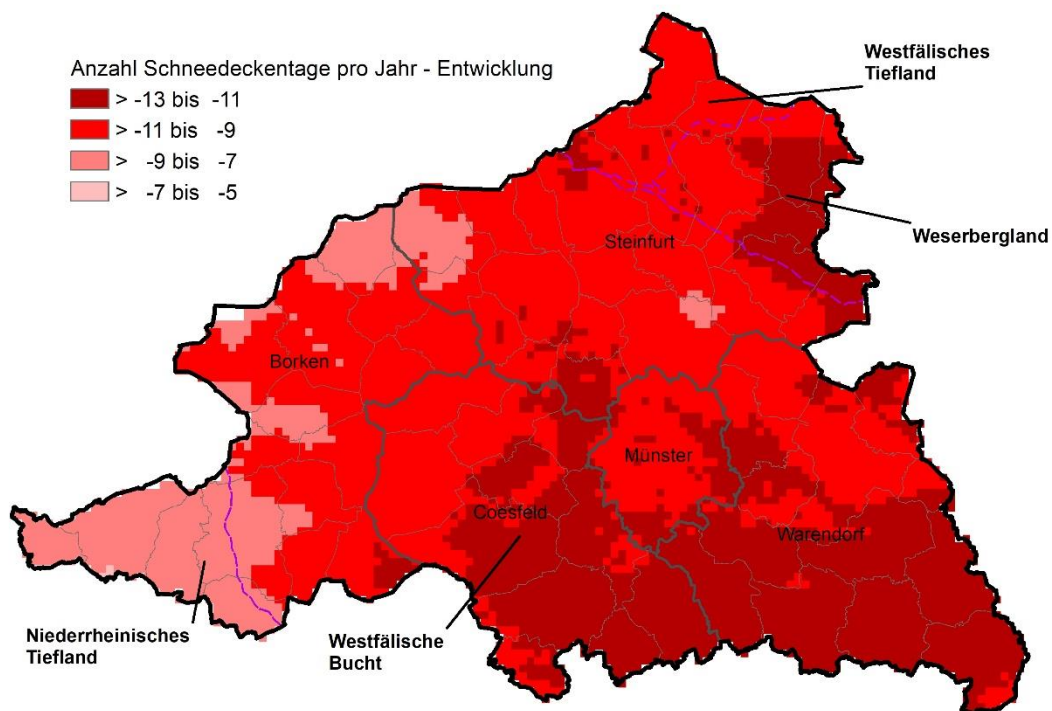 Anzahl Schneedeckentage pro Jahr - Entwicklung
> -13 bis -11
> -11 bis -9
> -9 bis -7
> -7 bis -5
Westfälisches
Tiefland
Weserbergland
Steinfurt
Borken
Münster
Coesfeld
Warendorf
Niederrheinisches
Tiefland
Westfälische
Bucht